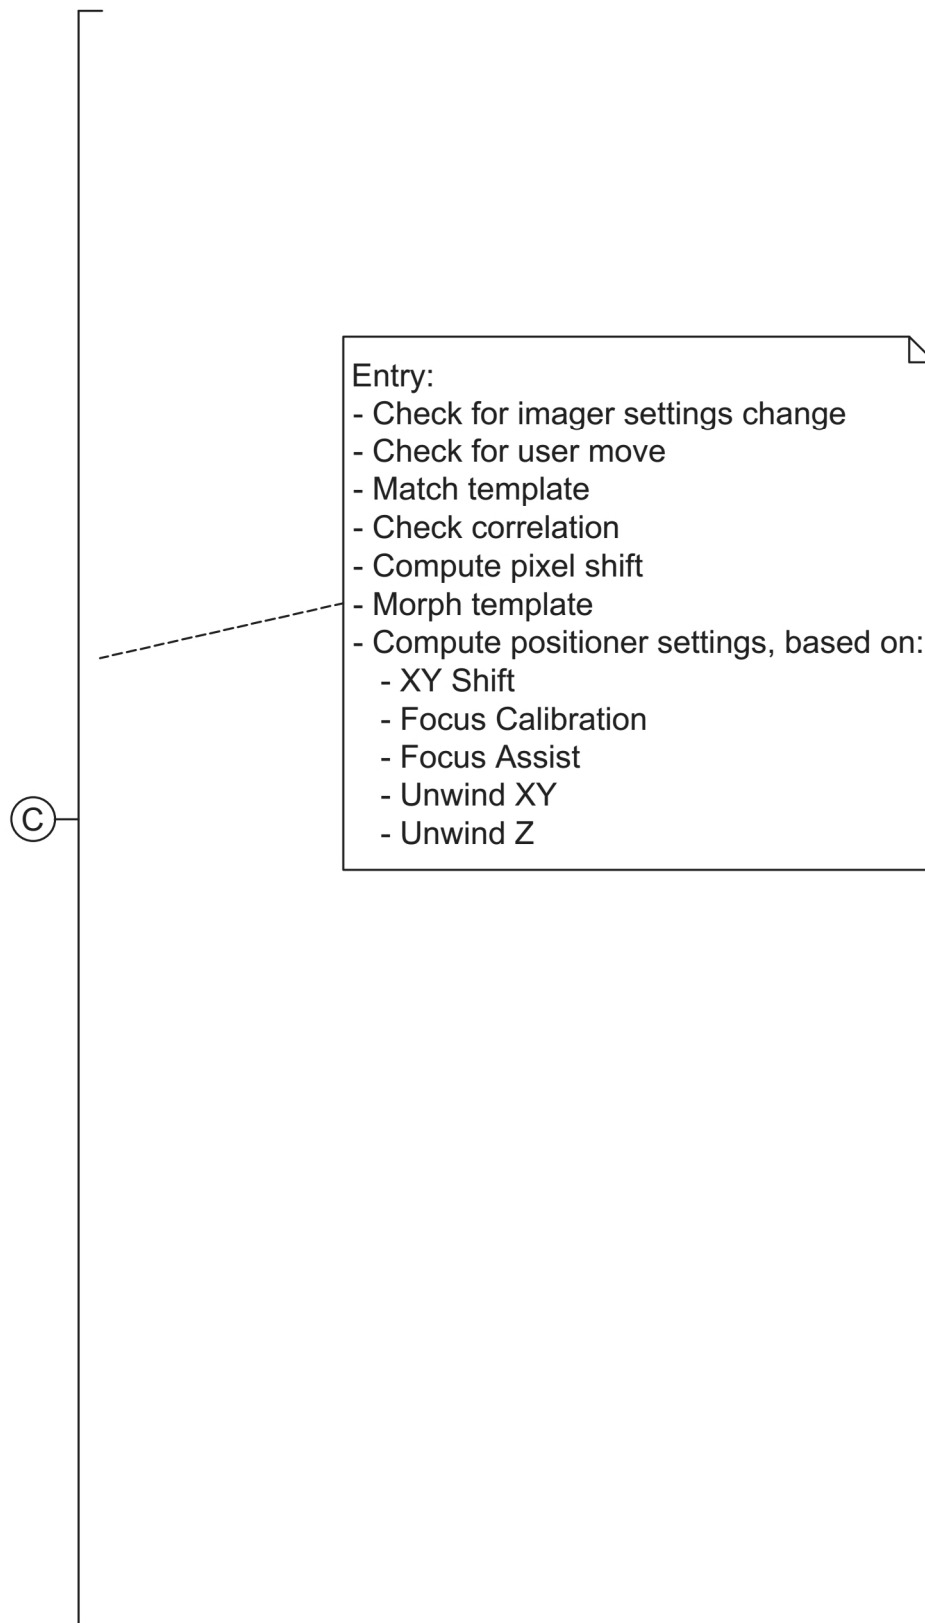 Entry:
- Check for imager settings change
- Check for user move
- Match template
- Check correlation
- Compute pixel shift
- Morph template
- Compute positioner settings, based on:
- XY Shift
- Focus Calibration
- Focus Assist
- Unwind XY
- Unwind Z
C